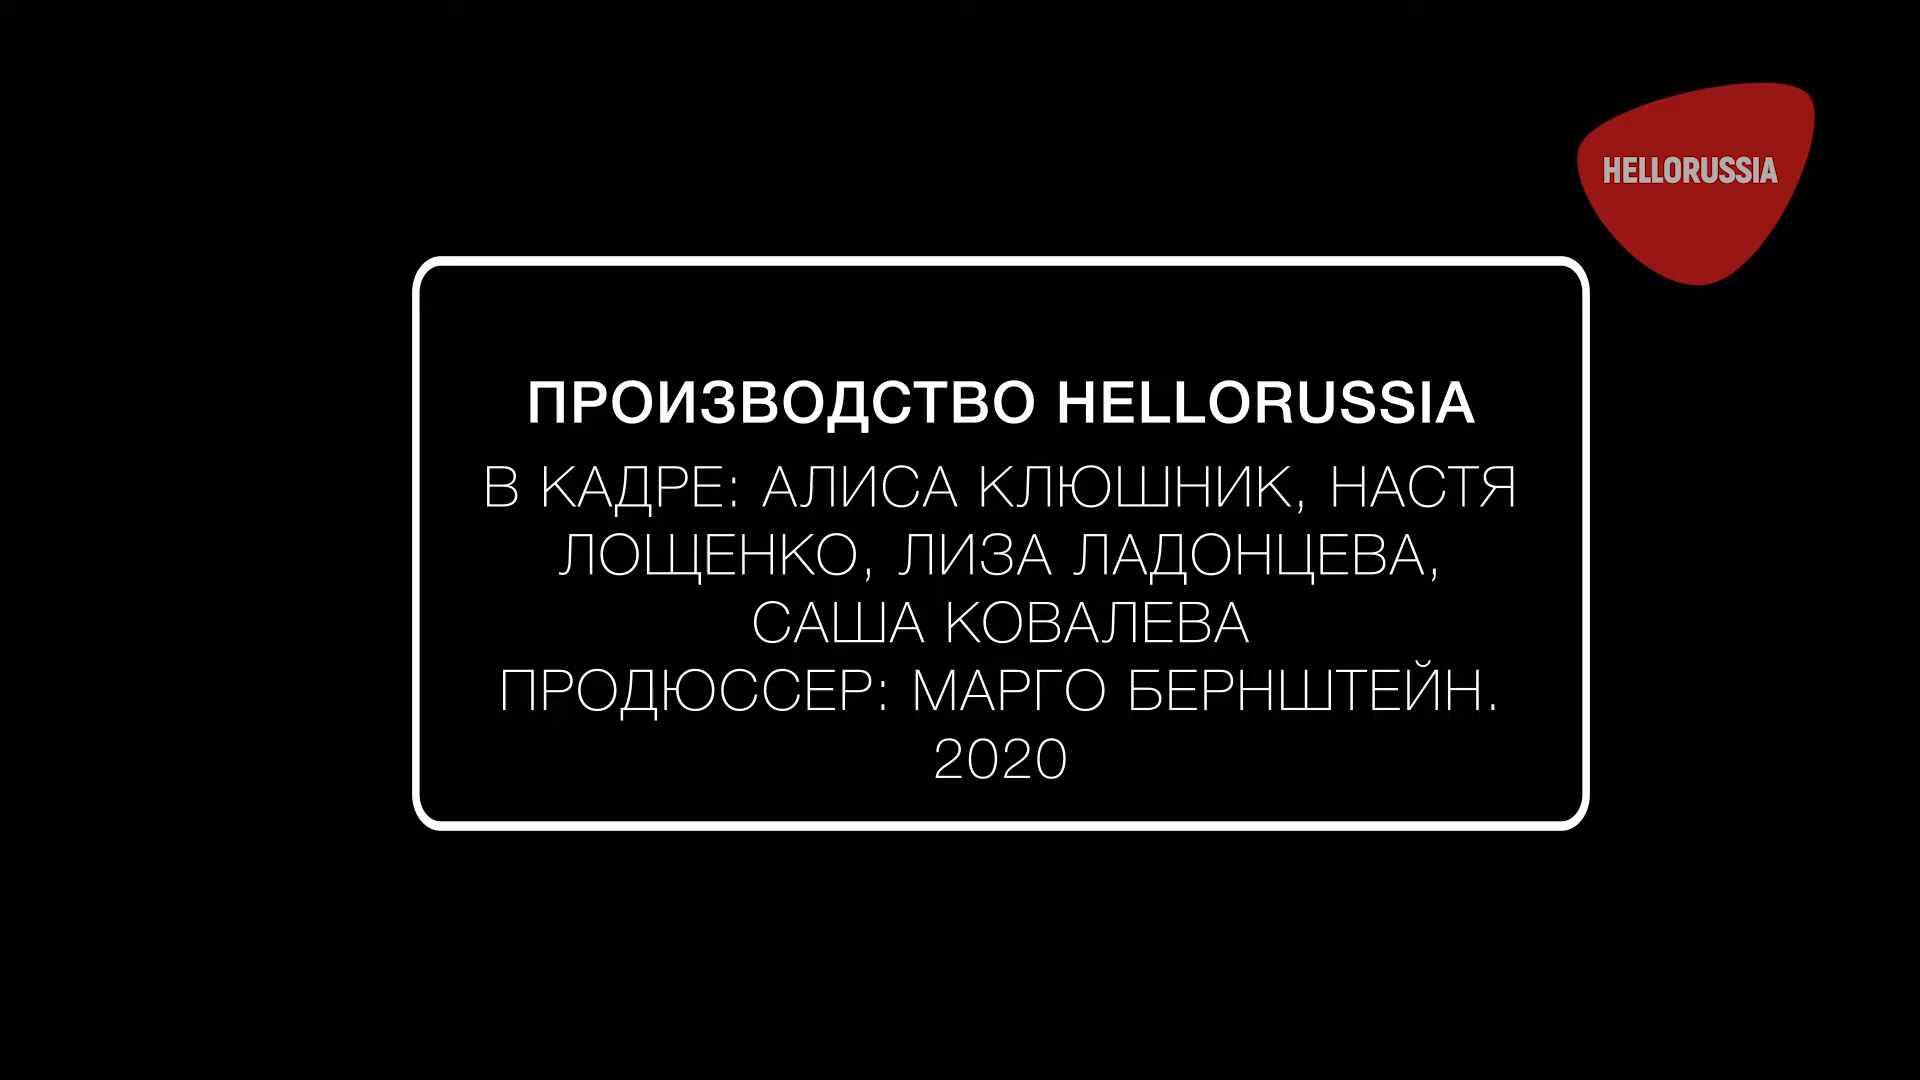 HELLORUSSIA
ПРОИЗВОДСТВО HELLORUSSIA
В КАДРЕ: АЛИСА КЛЮШНИК, НАСТЯ
ЛОЩЕНКО, ЛИЗА ЛАДОНЦЕВА,
САША КОВАЛЕВА
ПРОДЮССЕР: МАРГО БЕРНШТЕЙН.
2020